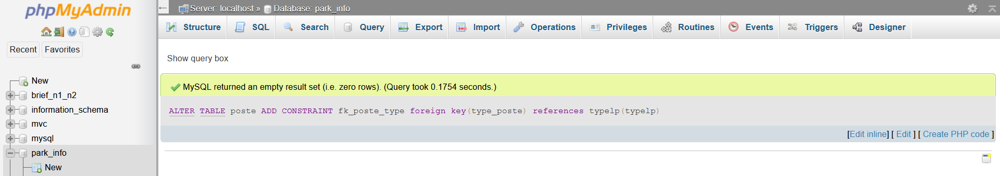 phpMyAdmin
Recent Favorites
New
brief_n1_n2
information_schema
mvc
mysql
park_info
New
Server: localhost » Database: park_info
Structure SQL Search Query Export Import Operations Privileges Routines Events Triggers Designer
Show query box
MySQL returned an empty result set (i.e. zero rows). (Query took 0.1754 seconds.)
ALTER TABLE poste ADD CONSTRAINT fk_poste_type foreign key(type_poste) references typelp(typelp)
[Edit inline] [ Edit ] [ Create PHP code ]